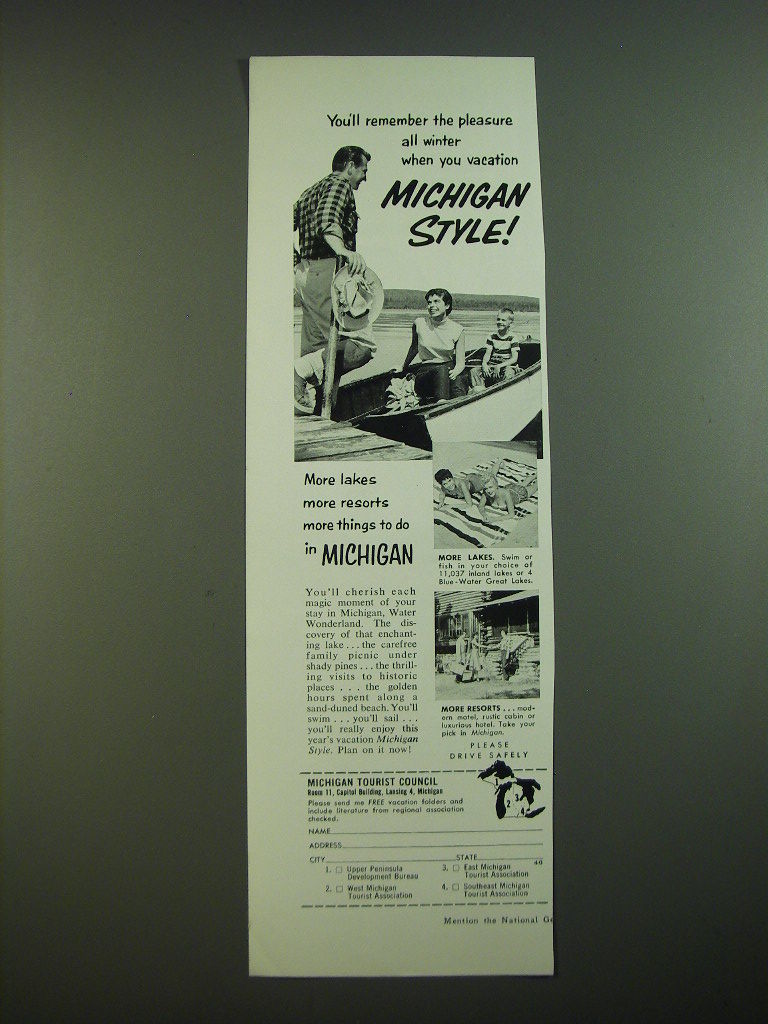 You'll remember the pleasure
all winter
when you vacation
MICHIGAN
STYLE!
More lakes
more resorts
more things to do
in MICHIGAN
You'll cherish each
magic moment of your
stay in Michigan, Water
Wonderland. The dis-
covery of that enchant-
ing lake . . . the carefree
family picnic under
shady pines . . . the thrill-
ing visits to historic
places . . . the golden
hours spent along a
sand-duned beach. You'll
swim . . . you'll sail . . .
you'll really enjoy this
year's vacation Michigan
Style. Plan on it now!
MORE LAKES. Swim or
fish in your choice of
11,037 inland lakes or 4
Blue-Water Great Lakes.
MORE RESORTS . . . mod-
ern motel, rustic cabin or
luxurious hotel. Take your
pick in Michigan.
PLEASE
DRIVE SAFELY
MICHIGAN TOURIST COUNCIL
Room 11, Capitol Building, Lansing 4, Michigan
Please send me FREE vacation folders and
include literature from regional association
checked.
1
2
3
4
NAME
ADDRESS
CITY STATE
40
1. □ Upper Peninsula
Development Bureau
2. □ West Michigan
Tourist Association
3. □ East Michigan
Tourist Association
4. □ Southeast Michigan
Tourist Association
Mention the National Ge